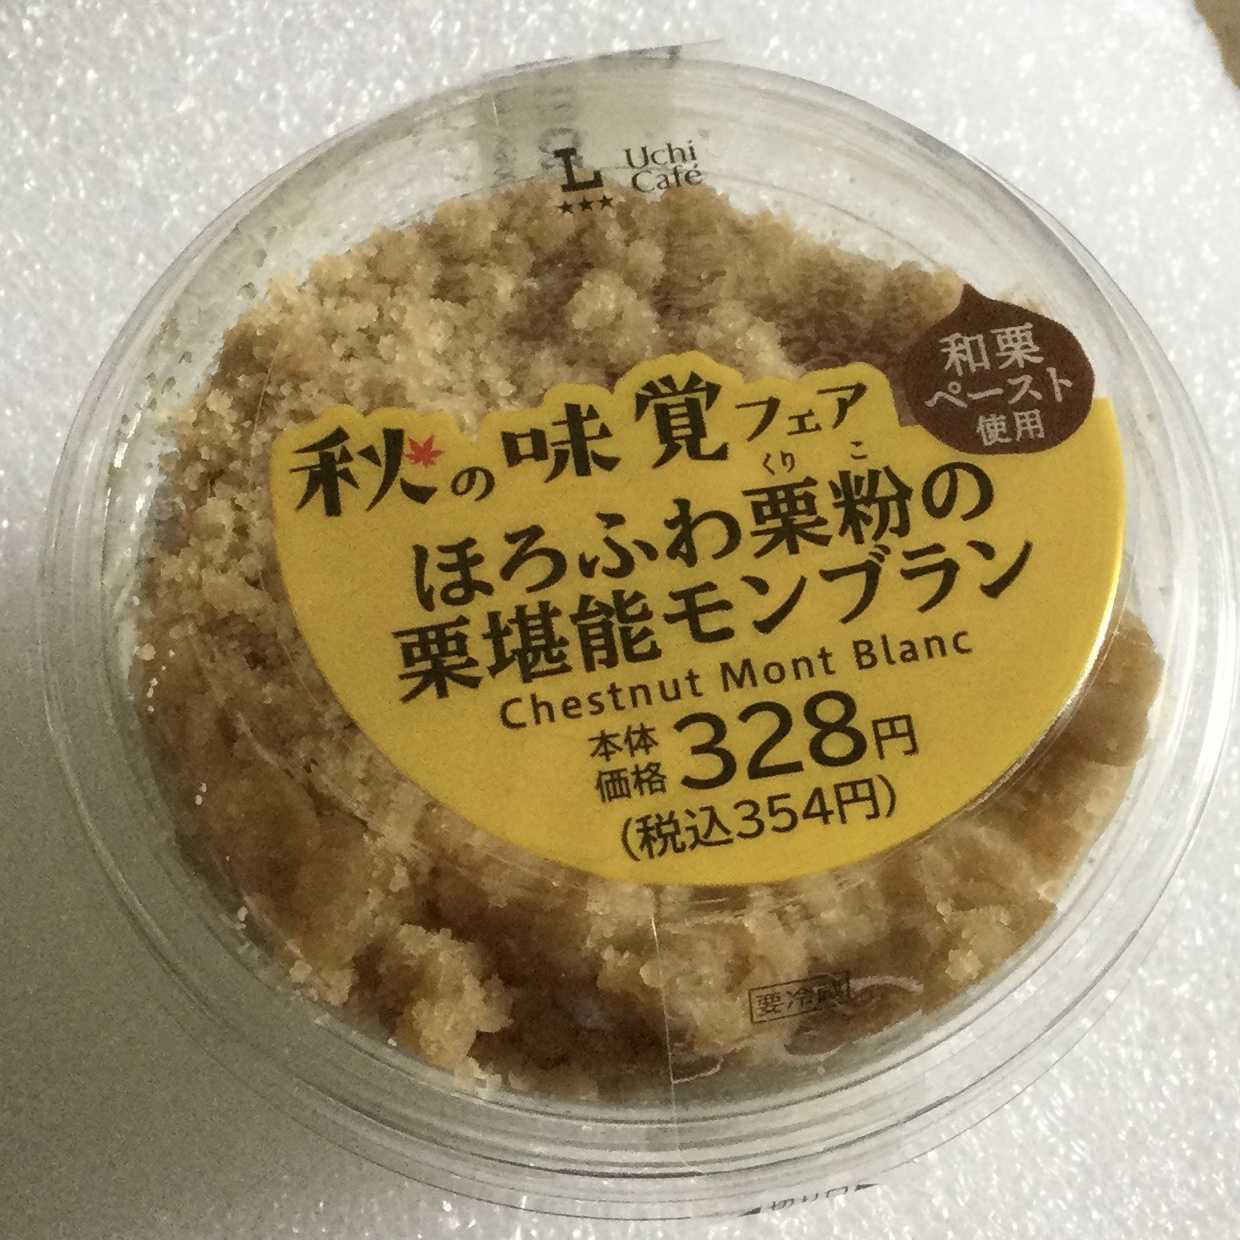 L
Uchi
Café
和栗
ペースト
使用
秋の味覚フェア
くりこ
ほろふわ栗粉の
栗堪能モンブラン
Chestnut Mont Blanc
本体
価格
328円
(税込354円)
要冷蔵